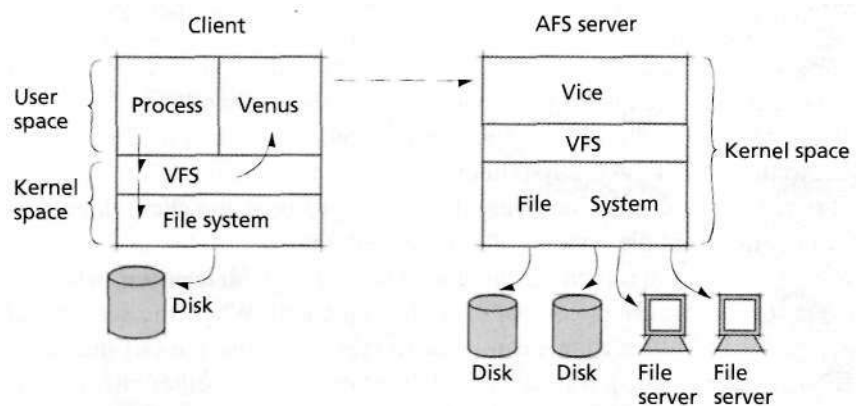 Client
AFS server
User
space
Process
Venus
Vice
VFS
Kernel space
Kernel
space
VFS
File system
File System
Disk
Disk
Disk
File
server
File
server